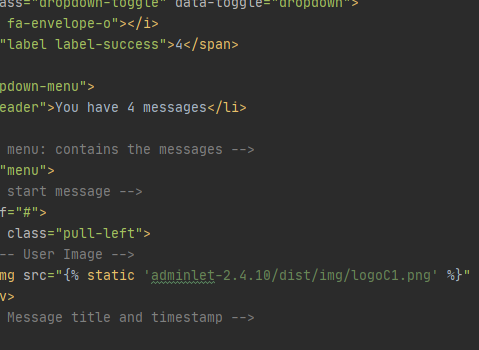 ass="dropdown-toggle" data-toggle="dropdown">
fa-envelope-o"></i>
"label label-success">4</span>
pdown-menu">
eader">You have 4 messages</li>
menu: contains the messages -->
"menu">
start message -->
f="#">
class="pull-left">
-- User Image -->
mg src="{% static 'adminlet-2.4.10/dist/img/logoC1.png' %}"
v>
Message title and timestamp -->